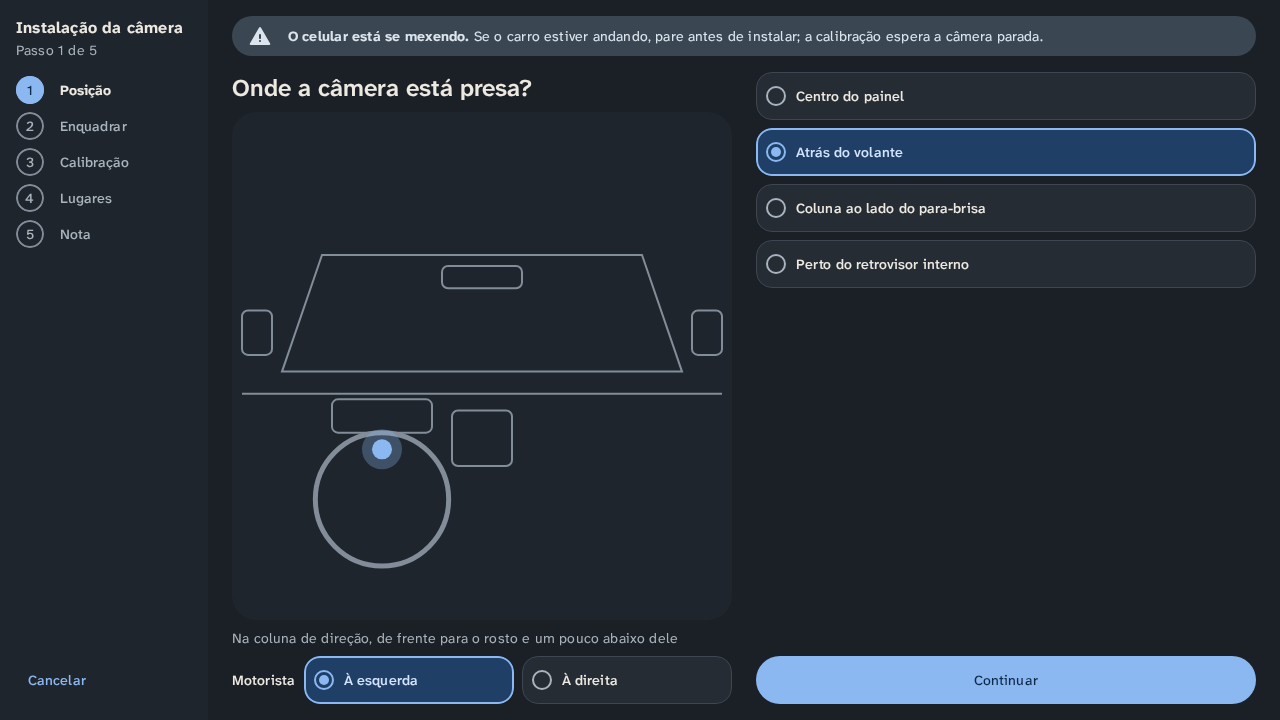 Instalação da câmera
Passo 1 de 5
1 Posição
2 Enquadrar
3 Calibração
4 Lugares
5 Nota
Cancelar
O celular está se mexendo. Se o carro estiver andando, pare antes de instalar; a calibração espera a câmera parada.
Onde a câmera está presa?
Na coluna de direção, de frente para o rosto e um pouco abaixo dele
Motorista
À esquerda
À direita
Centro do painel
Atrás do volante
Coluna ao lado do para-brisa
Perto do retrovisor interno
Continuar